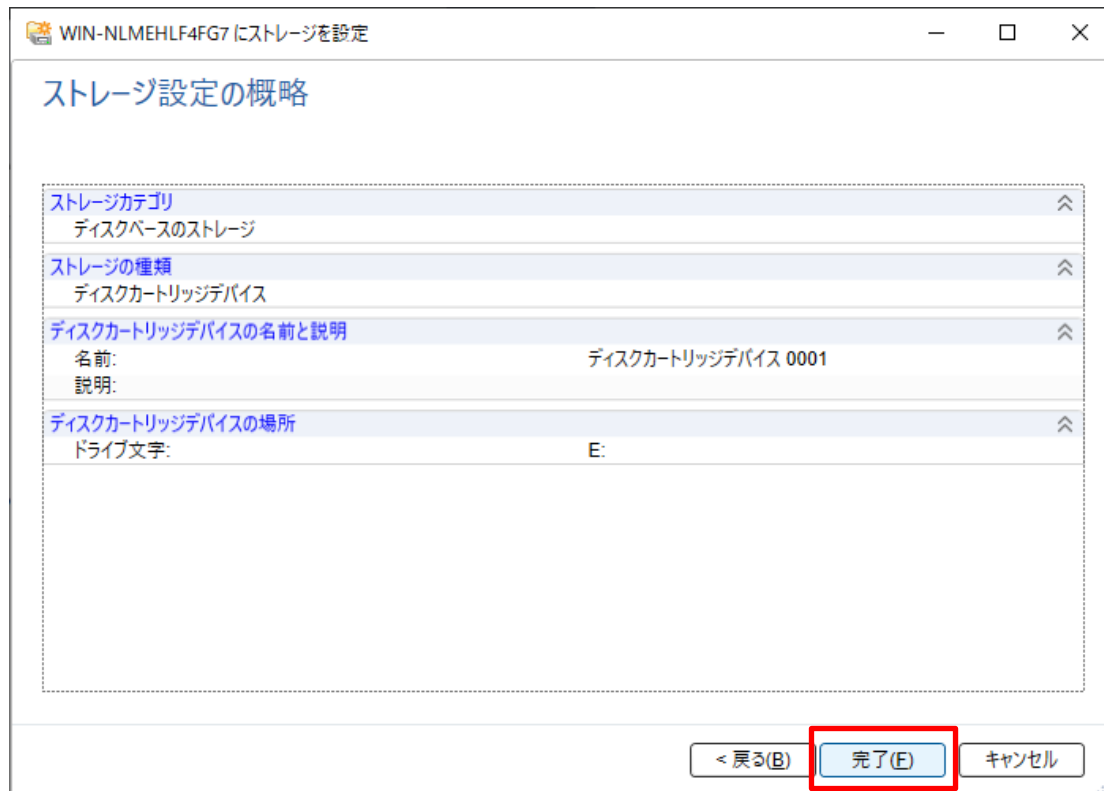 WIN-NLMEHLF4FG7 にストレージを設定
ストレージ設定の概略
ストレージカテゴリ
ディスクベースのストレージ
ストレージの種類
ディスクカートリッジデバイス
ディスクカートリッジデバイスの名前と説明
名前: ディスクカートリッジデバイス 0001
説明:
ディスクカートリッジデバイスの場所
ドライブ文字: E:
< 戻る(B) 完了(F) キャンセル